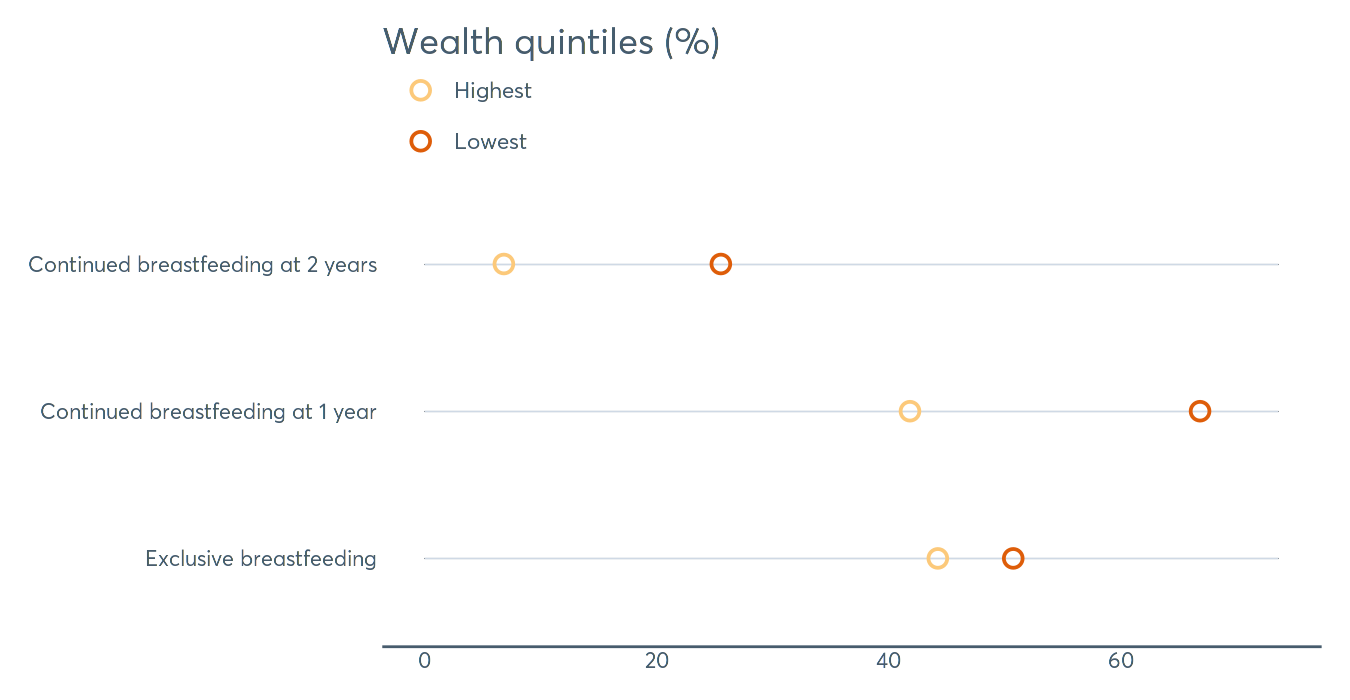 Wealth quintiles (%)
Highest
Lowest
Continued breastfeeding at 2 years
Continued breastfeeding at 1 year
Exclusive breastfeeding
0 20 40 60